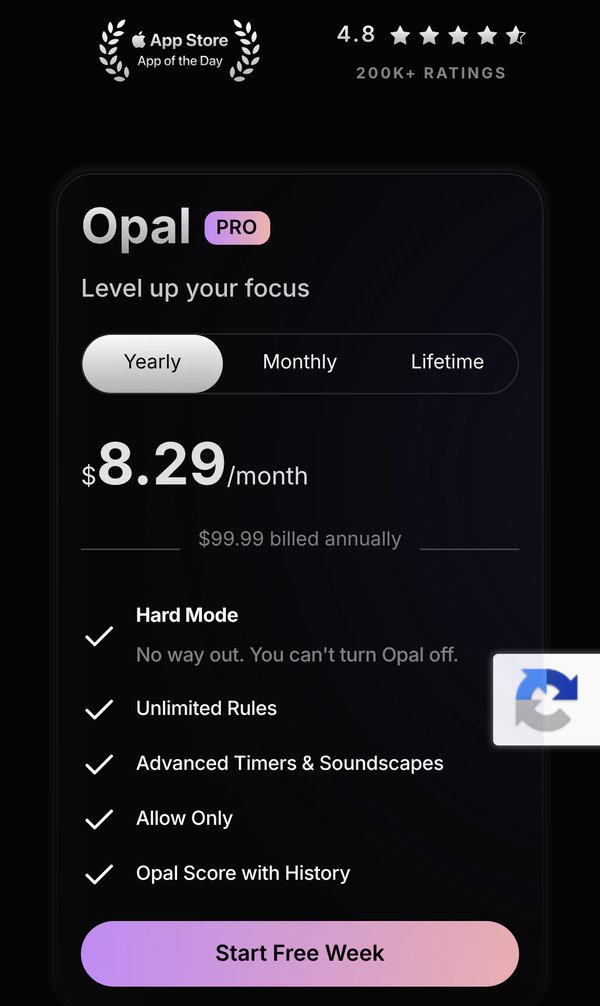 App Store
App of the Day
4.8
200K+ RATINGS
Opal PRO
Level up your focus
Yearly Monthly Lifetime
$8.29/month
$99.99 billed annually
Hard Mode
No way out. You can't turn Opal off.
Unlimited Rules
Advanced Timers & Soundscapes
Allow Only
Opal Score with History
Start Free Week